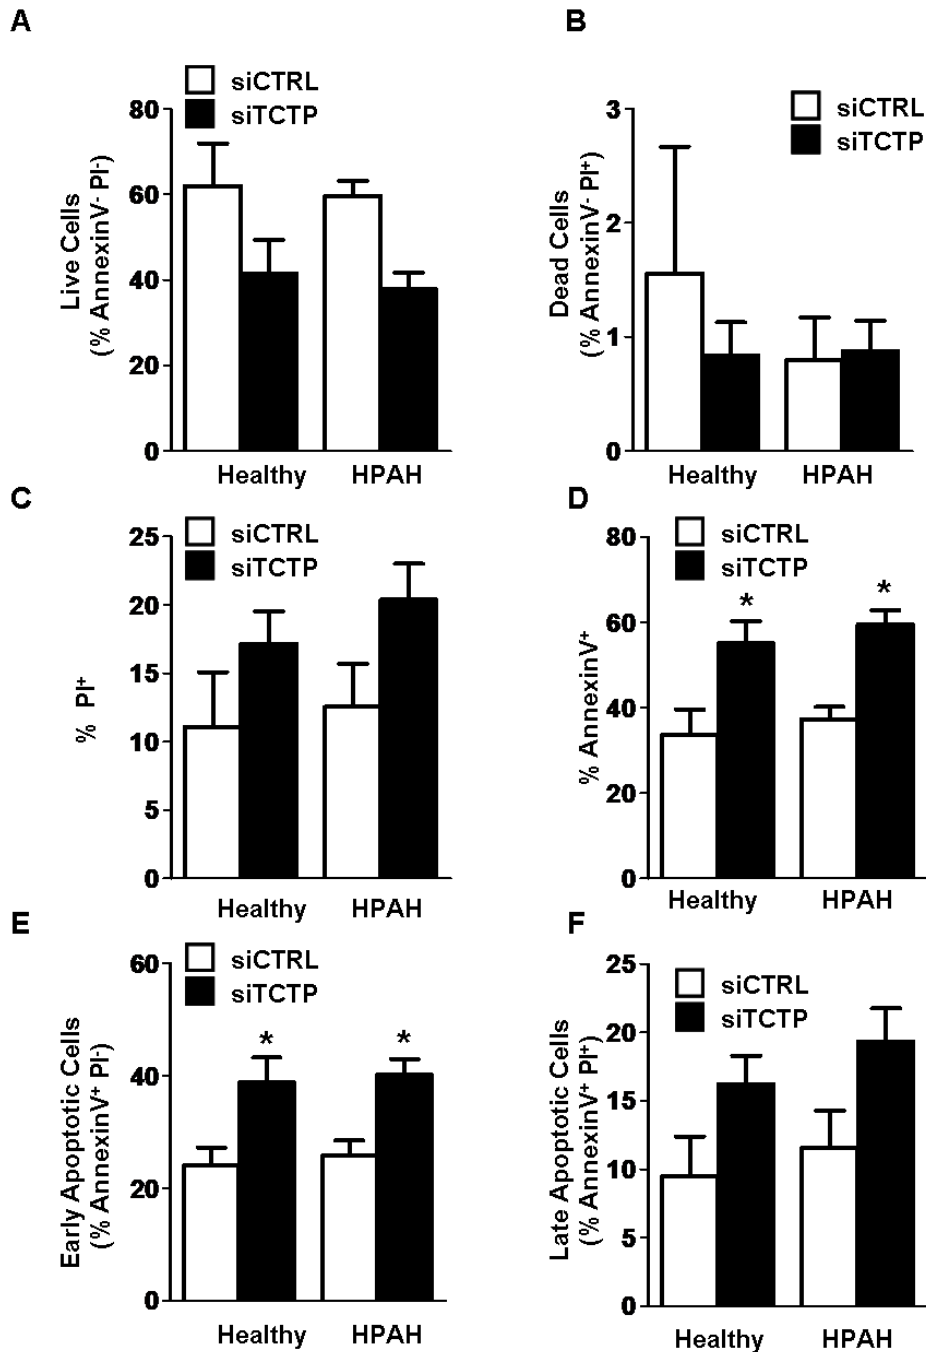 A
siCTRL
siTCTP
80
60
40
20
0
Live Cells
(% AnnexinV- PI-)
Healthy HPAH
B
siCTRL
siTCTP
3
2
1
0
Dead Cells
(% AnnexinV- PI+)
Healthy HPAH
C
siCTRL
siTCTP
25
20
15
10
5
0
% PI+
Healthy HPAH
D
siCTRL
siTCTP
80
60
40
20
0
% AnnexinV+
* *
Healthy HPAH
E
siCTRL
siTCTP
60
40
20
0
Early Apoptotic Cells
(% AnnexinV+ PI-)
* *
Healthy HPAH
F
siCTRL
siTCTP
25
20
15
10
5
0
Late Apoptotic Cells
(% AnnexinV+ PI+)
Healthy HPAH